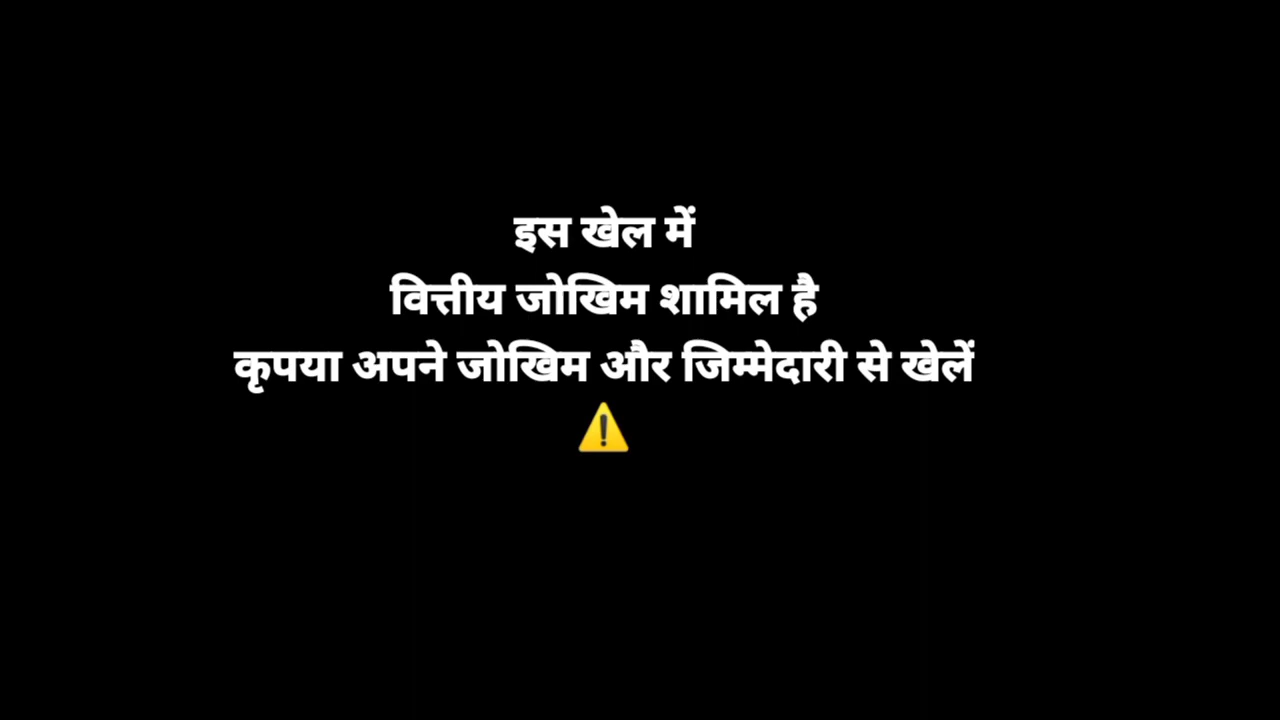 इस खेल में
वित्तीय जोखिम शामिल है
कृपया अपने जोखिम और जिम्मेदारी से खेलें
⚠️